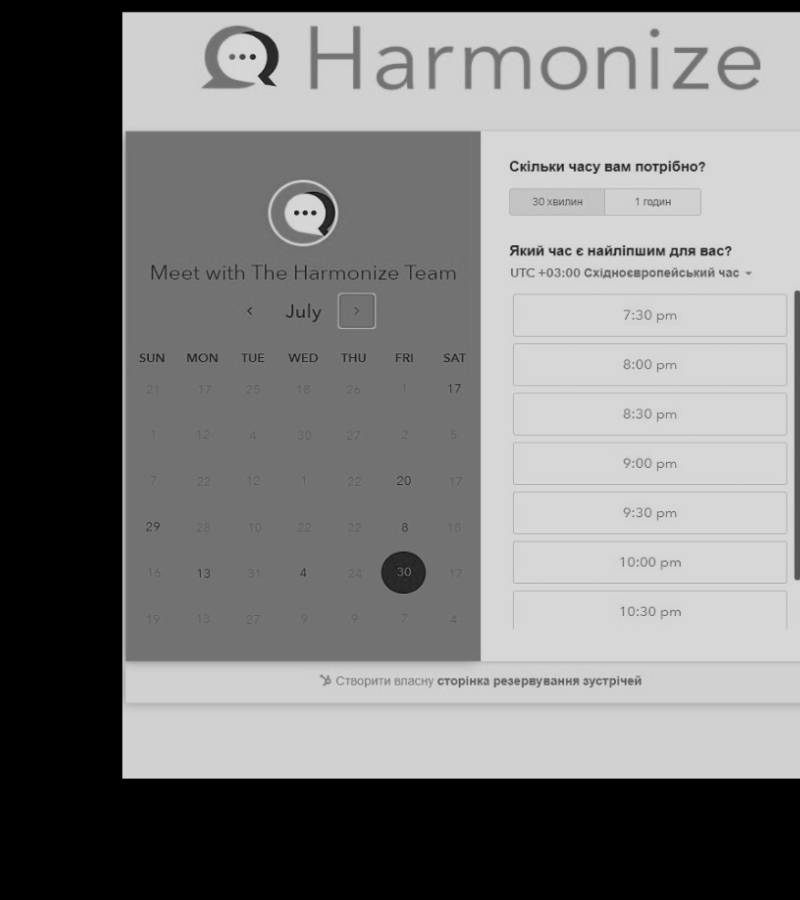 Harmonize
Meet with The Harmonize Team
July
SUN MON TUE WED THU FRI SAT
21 17 25 18 26 1 17
1 12 4 30 27 2 5
7 22 12 1 22 20 17
29 28 10 22 22 8 18
16 13 31 4 24 30 17
19 13 27 9 9 7 4
Скільки часу вам потрібно?
30 хвилин 1 годин
Який час є найліпшим для вас?
UTC +03:00 Східноєвропейський час
7:30 pm
8:00 pm
8:30 pm
9:00 pm
9:30 pm
10:00 pm
10:30 pm
Створити власну сторінка резервування зустрічей